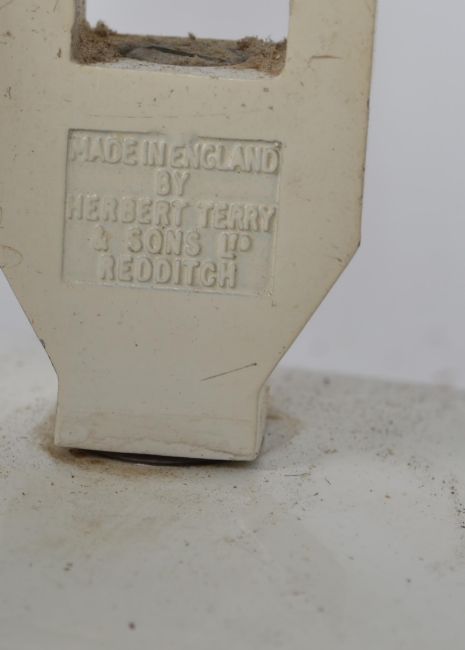 MADE IN ENGLAND
BY
HERBERT TERRY
& SONS LTD
REDDITCH